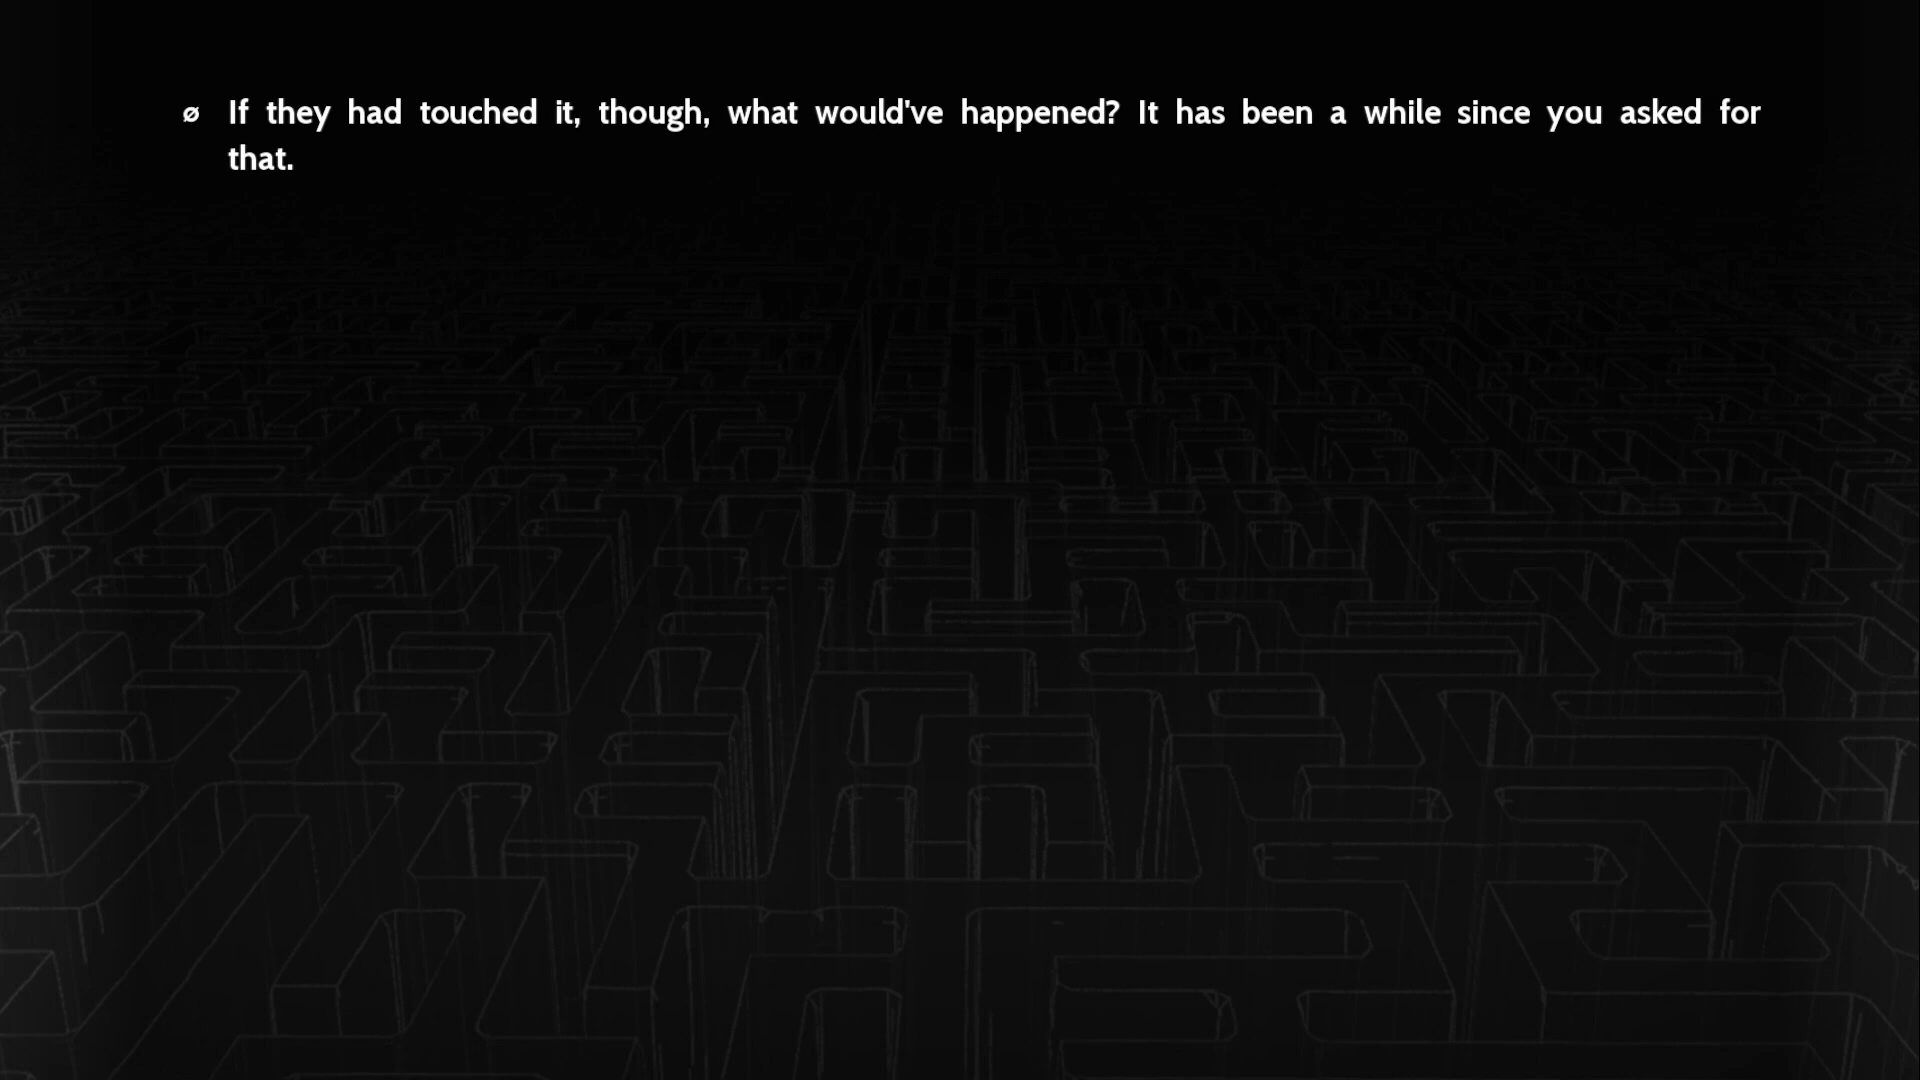 ø If they had touched it, though, what would've happened? It has been a while since you asked for
that.